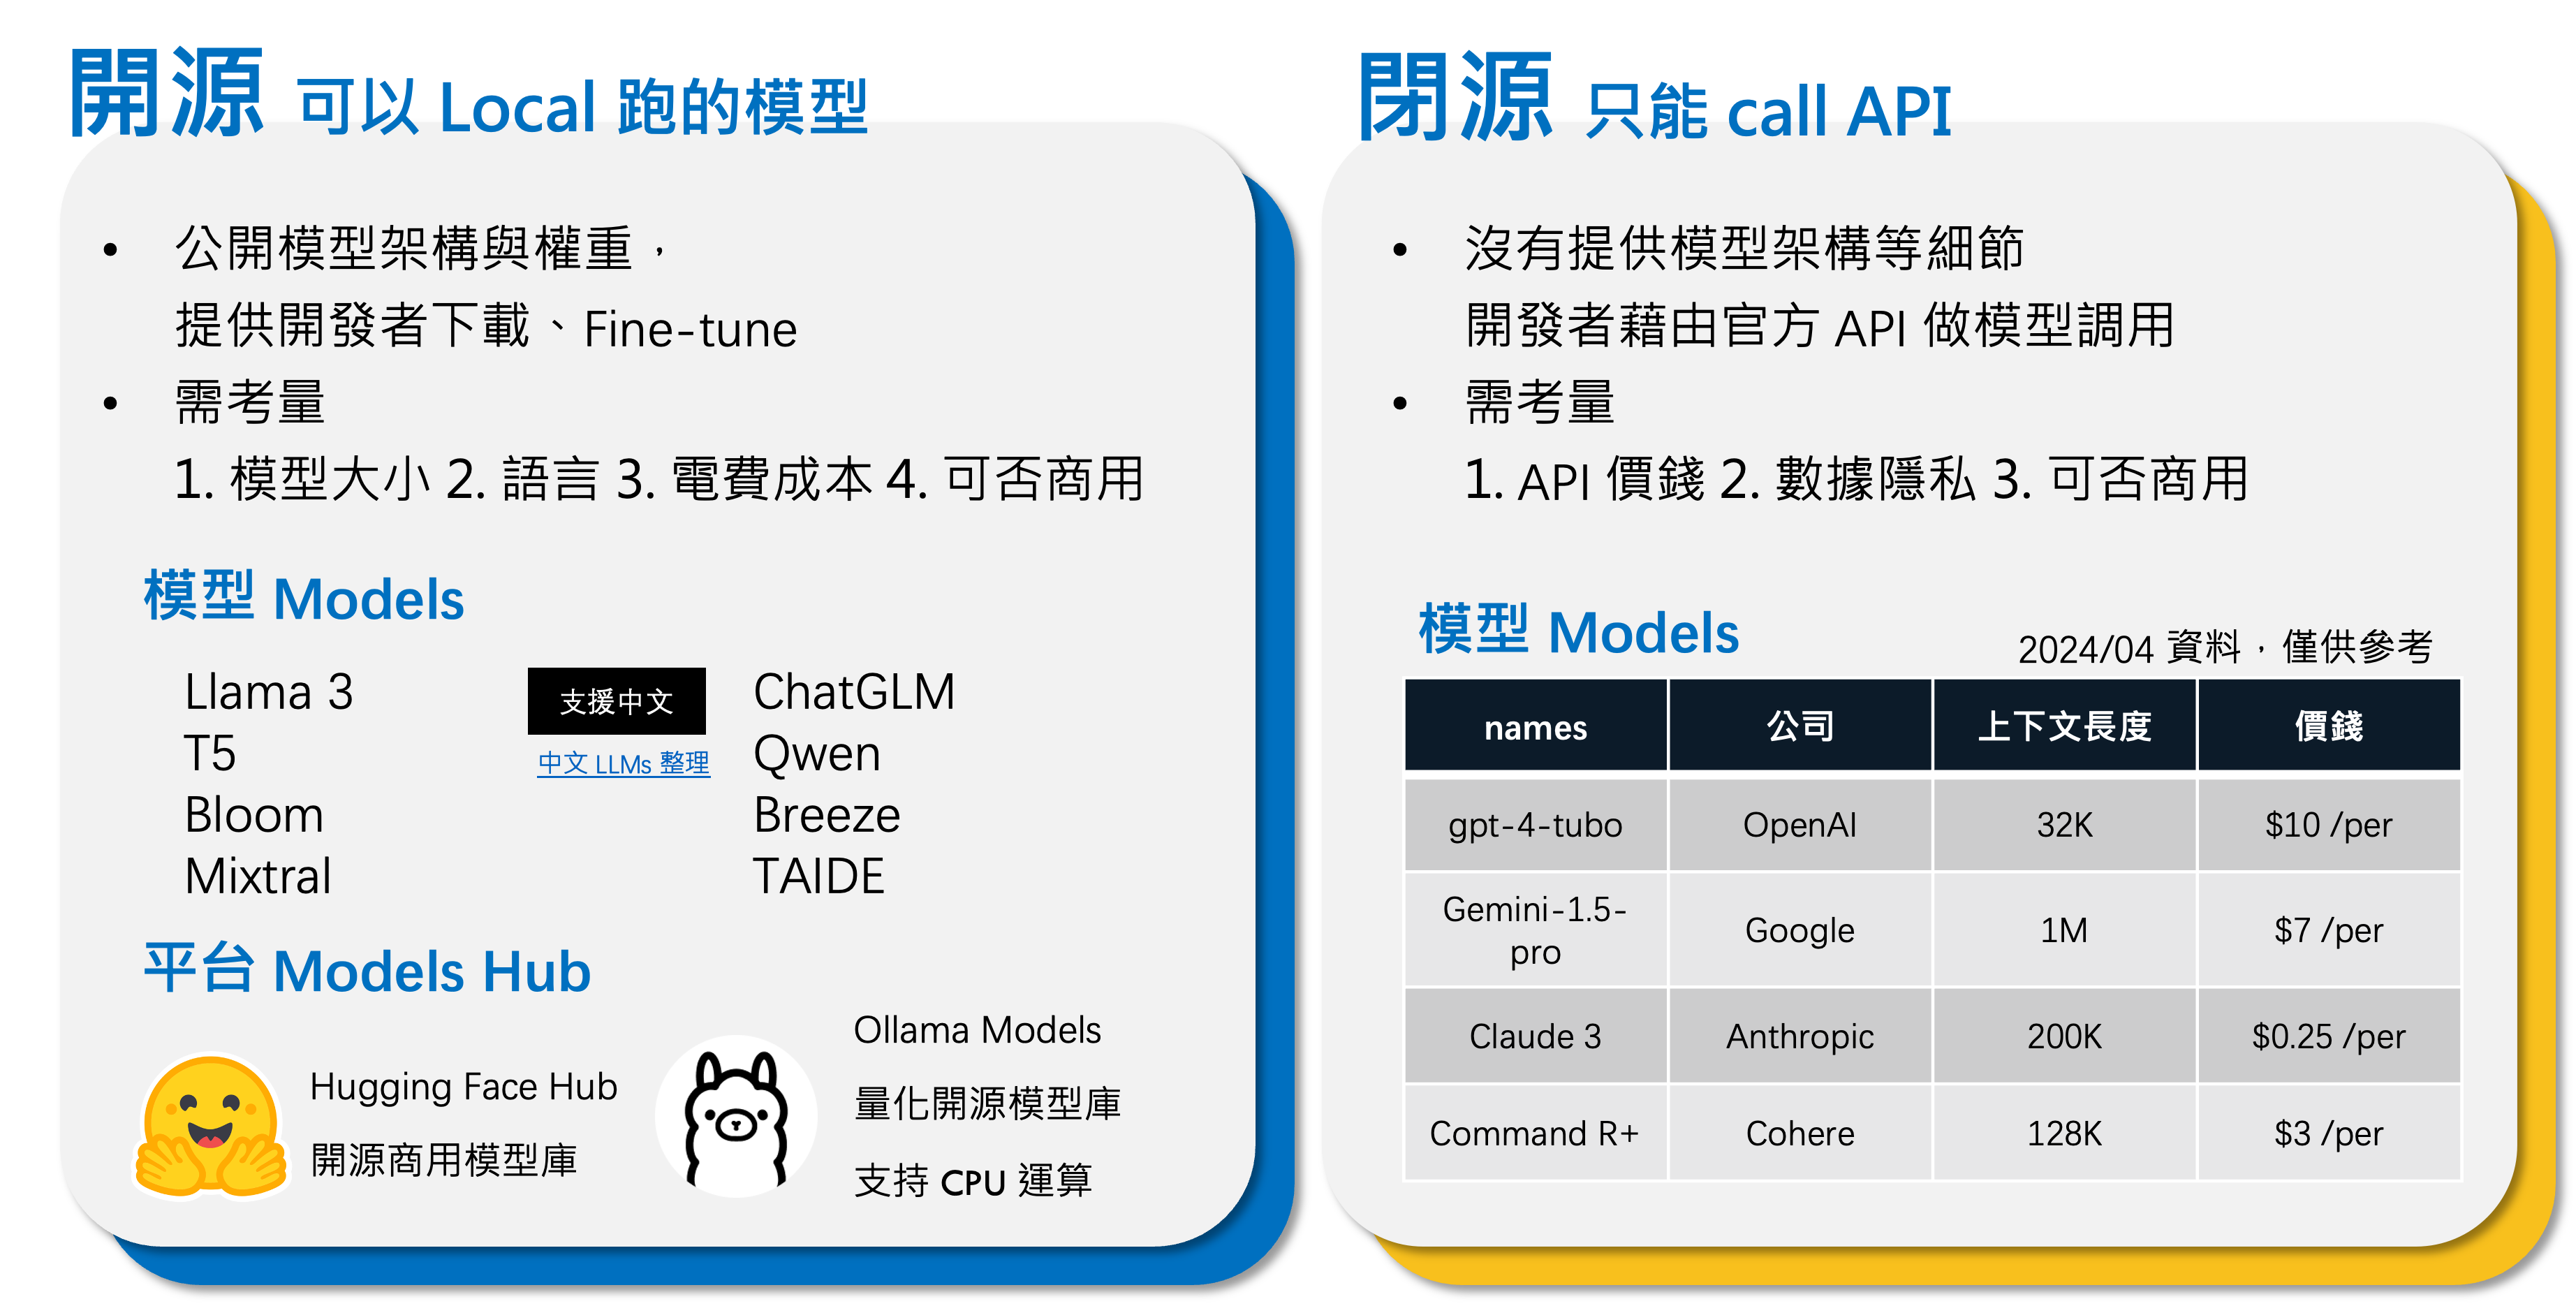 開源 可以 Local 跑的模型
• 公開模型架構與權重，
提供開發者下載、Fine-tune
• 需考量
1. 模型大小 2. 語言 3. 電費成本 4. 可否商用
模型 Models
Llama 3
T5
Bloom
Mixtral
支援中文
中文 LLMs 整理
ChatGLM
Qwen
Breeze
TAIDE
平台 Models Hub
Hugging Face Hub
開源商用模型庫
Ollama Models
量化開源模型庫
支持 CPU 運算
閉源 只能 call API
• 沒有提供模型架構等細節
開發者藉由官方 API 做模型調用
• 需考量
1. API 價錢 2. 數據隱私 3. 可否商用
模型 Models
2024/04 資料，僅供參考
names 公司 上下文長度 價錢
gpt-4-tubo OpenAI 32K $10 /per
Gemini-1.5-
pro Google 1M $7 /per
Claude 3 Anthropic 200K $0.25 /per
Command R+ Cohere 128K $3 /per